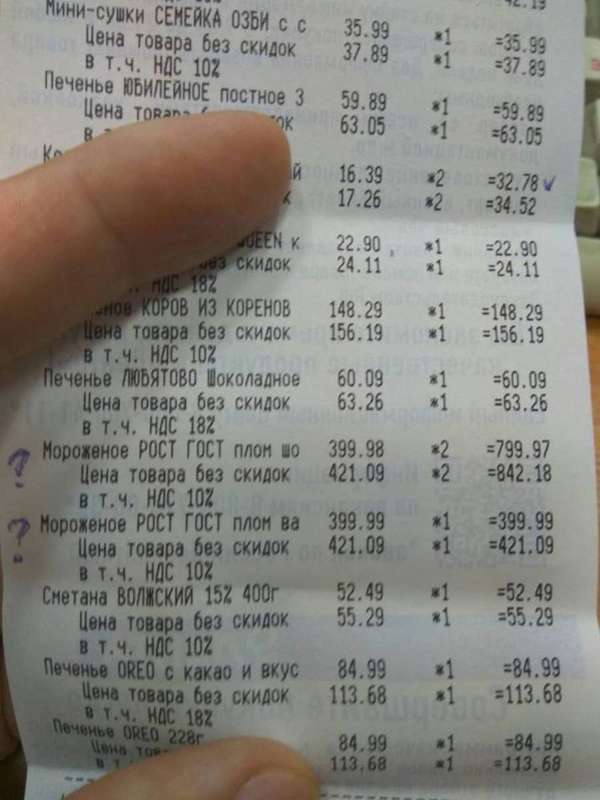 42.19
Мини-сушки СЕМЕЙКА ОЗБИ с с 35.99 *1 =35.99
Цена товара без скидок 37.89 *1 =37.89
в т.ч. НДС 10%
Печенье ЮБИЛЕЙНОЕ постное З 59.89 *1 =59.89
Цена товара 63.05 *1 =63.05
16.39 *2 =32.78
17.26 *2 =34.52
QUEEN к 22.90 *1 =22.90
без скидок 24.11 *1 =24.11
НДС 18%
КОРОВ ИЗ КОРЕНОВ 148.29 *1 =148.29
Цена товара без скидок 156.19 *1 =156.19
в т.ч. НДС 10%
Печенье ЛЮБЯТОВО Шоколадное 60.09 *1 =60.09
Цена товара без скидок 63.26 *1 =63.26
в т.ч. НДС 18%
? Мороженое РОСТ ГОСТ плом шо 399.98 *2 =799.97
Цена товара без скидок 421.09 *2 =842.18
в т.ч. НДС 10%
? Мороженое РОСТ ГОСТ плом ва 399.99 *1 =399.99
Цена товара без скидок 421.09 *1 =421.09
в т.ч. НДС 10%
Сметана ВОЛЖСКИЙ 15% 400г 52.49 *1 =52.49
Цена товара без скидок 55.29 *1 =55.29
в т.ч. НДС 10%
Печенье OREO с какао и вкус 84.99 *1 =84.99
Цена товара без скидок 113.68 *1 =113.68
в т.ч. НДС 18%
Печенье OREO 228г 84.99 *1 =84.99
Цена 113.68 *1 =113.68